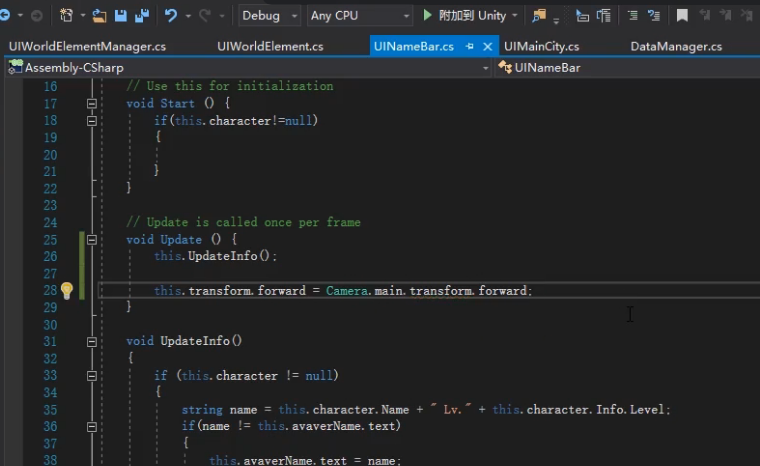 Debug Any CPU 附加到 Unity
UIWorldElementManager.cs UIWorldElement.cs UINameBar.cs UIMainCity.cs DataManager.cs
Assembly-CSharp UINameBar
16 // Use this for initialization
17 void Start () {
18 if(this.character!=null)
19 {
20
21 }
22 }
23
24 // Update is called once per frame
25 void Update () {
26 this.UpdateInfo();
27
28 this.transform.forward = Camera.main.transform.forward;
29 }
30
31 void UpdateInfo()
32 {
33 if (this.character != null)
34 {
35 string name = this.character.Name + " Lv." + this.character.Info.Level;
36 if(name != this.avaverName.text)
37 {
38 this.avaverName.text = name;